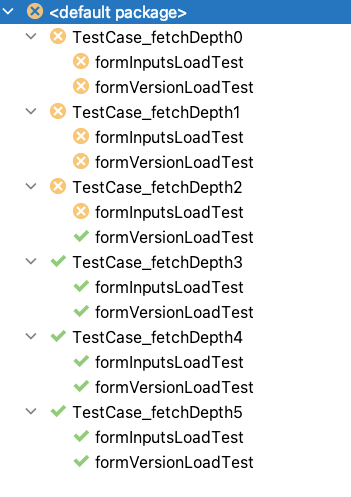 <default package>
TestCase_fetchDepth0
formInputsLoadTest
formVersionLoadTest
TestCase_fetchDepth1
formInputsLoadTest
formVersionLoadTest
TestCase_fetchDepth2
formInputsLoadTest
formVersionLoadTest
TestCase_fetchDepth3
formInputsLoadTest
formVersionLoadTest
TestCase_fetchDepth4
formInputsLoadTest
formVersionLoadTest
TestCase_fetchDepth5
formInputsLoadTest
formVersionLoadTest